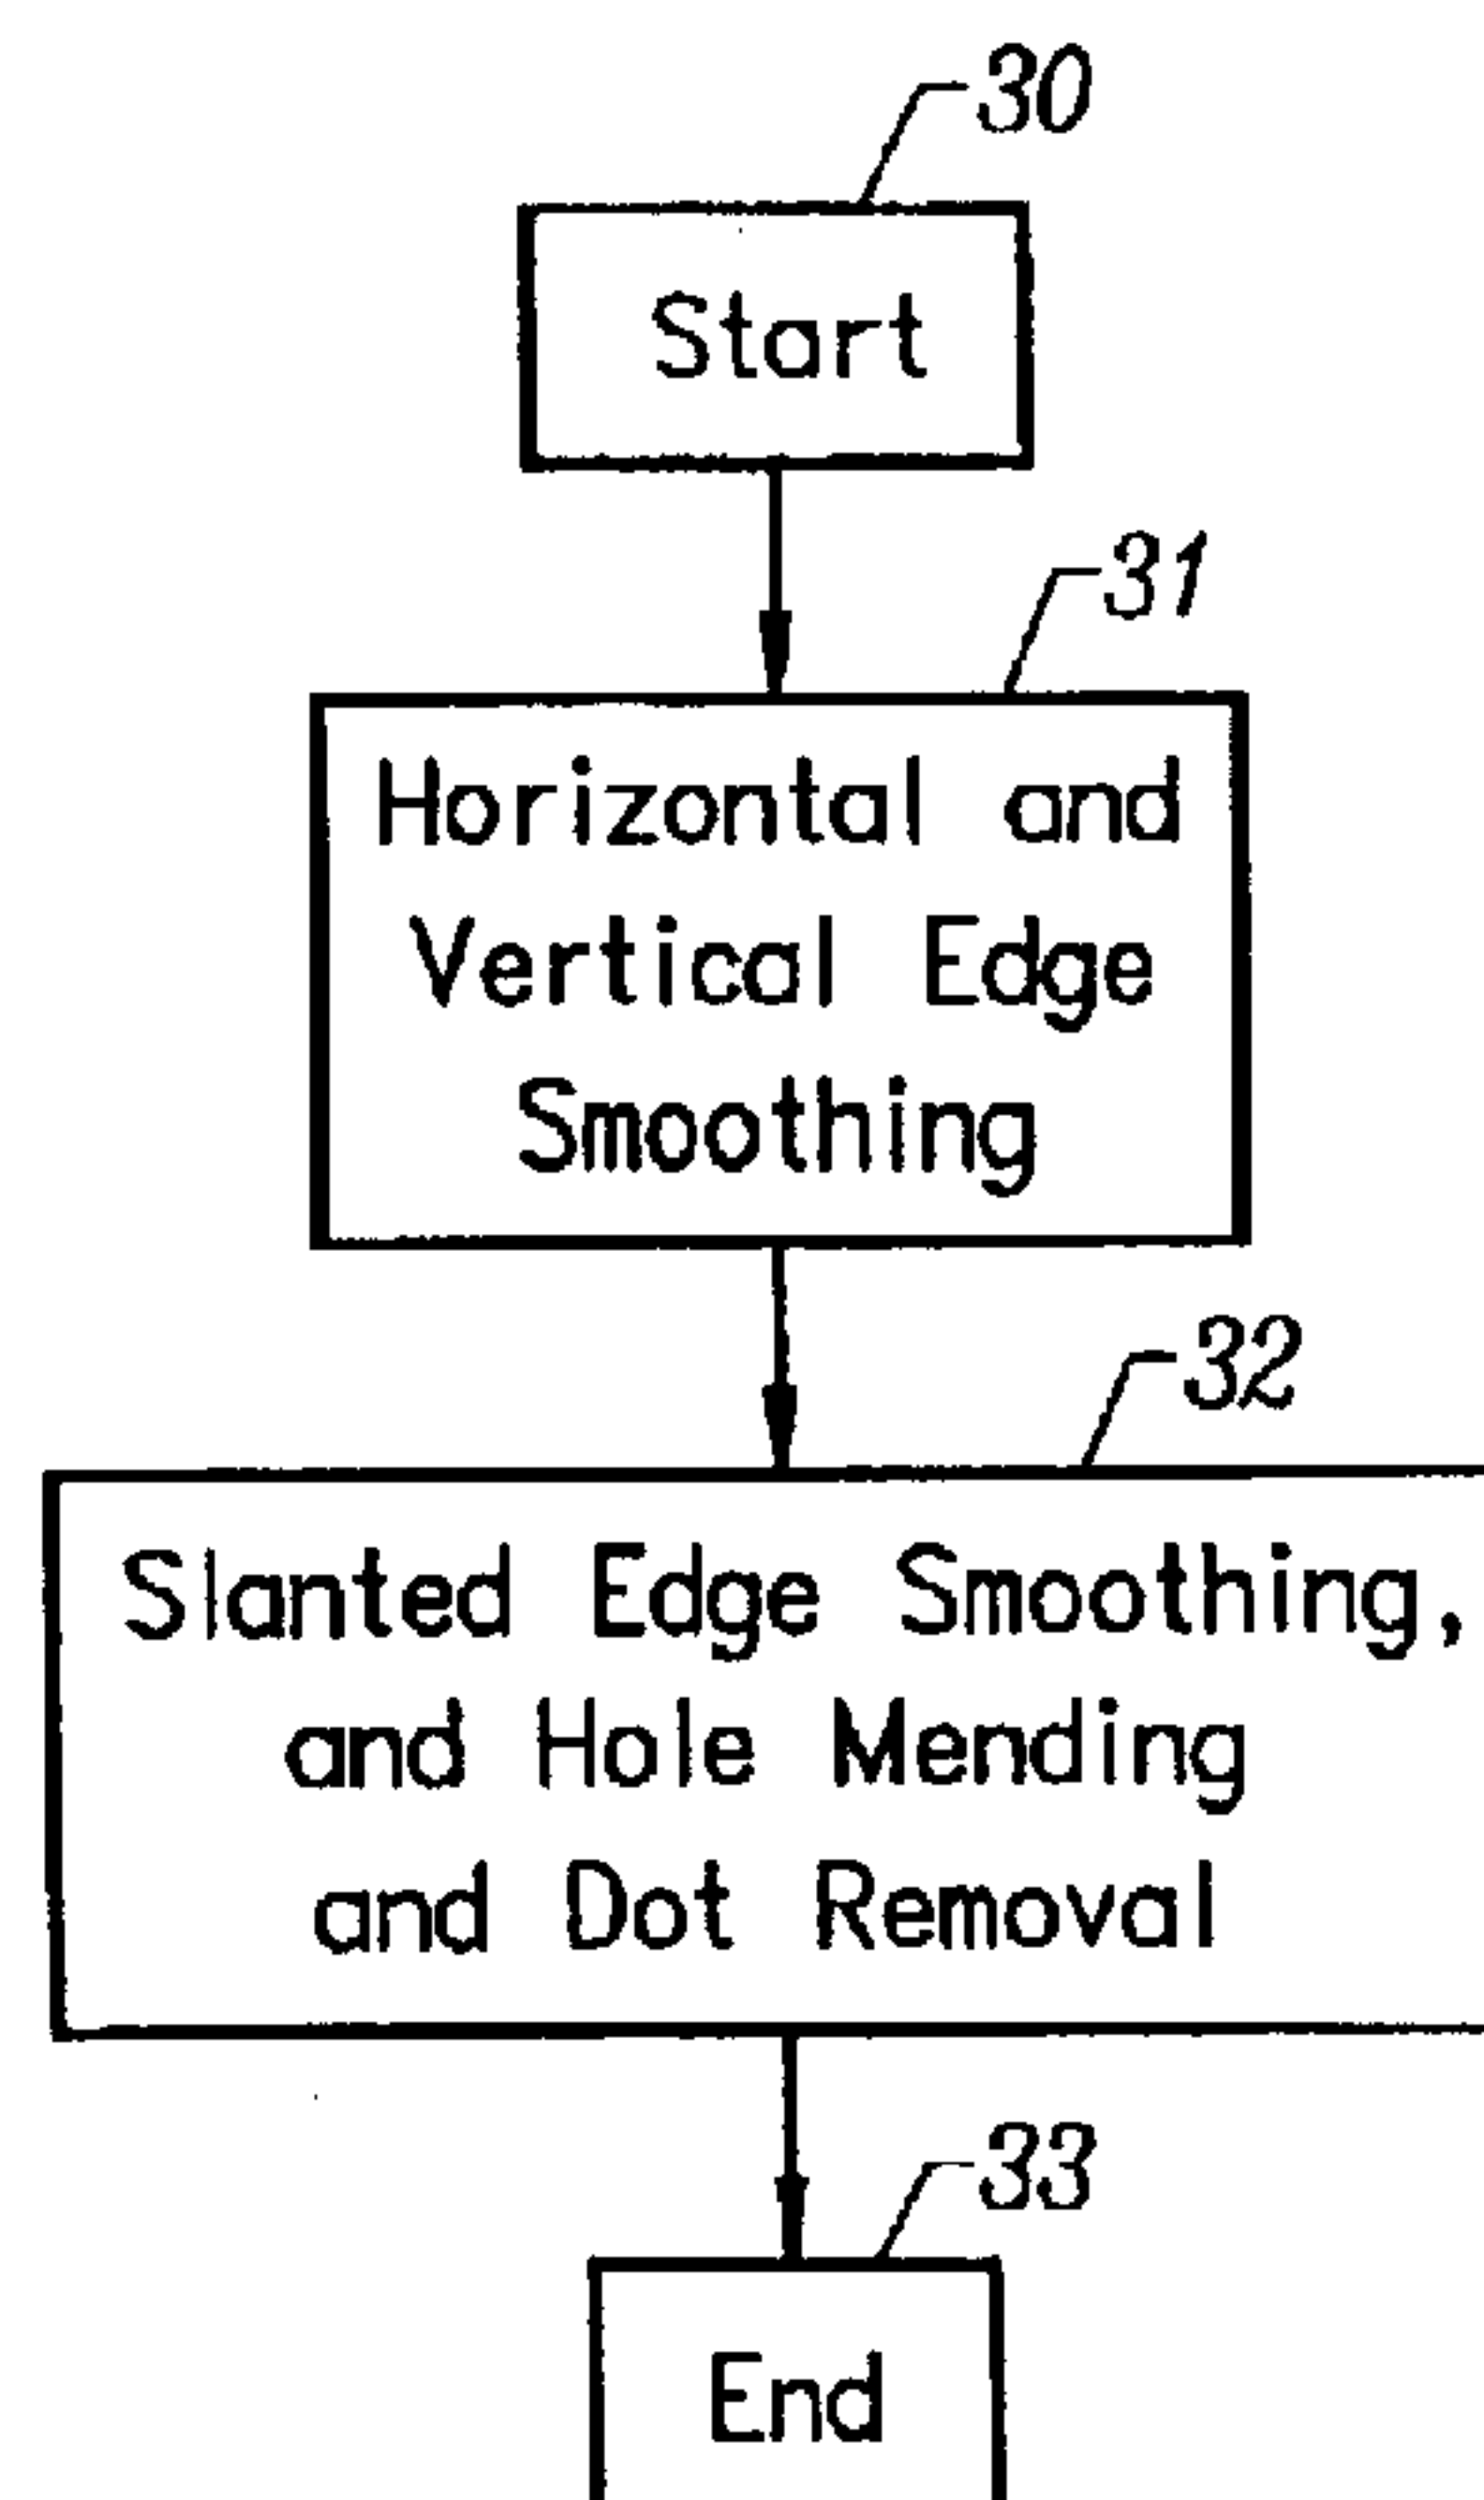 30
Start
31
Horizontal and
Vertical Edge
Smoothing
32
Slanted Edge Smoothing,
and Hole Mending
and Dot Removal
33
End